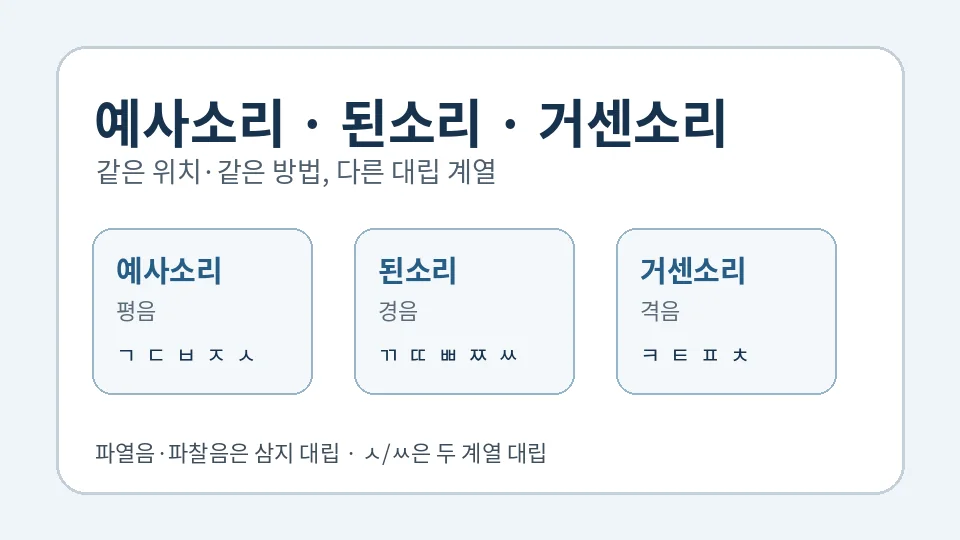 예사소리 · 된소리 · 거센소리
같은 위치·같은 방법, 다른 대립 계열
예사소리
평음
ㄱ ㄷ ㅂ ㅈ ㅅ
된소리
경음
ㄲ ㄸ ㅃ ㅉ ㅆ
거센소리
격음
ㅋ ㅌ ㅍ ㅊ
파열음·파찰음은 삼지 대립 · ㅅ/ㅆ은 두 계열 대립